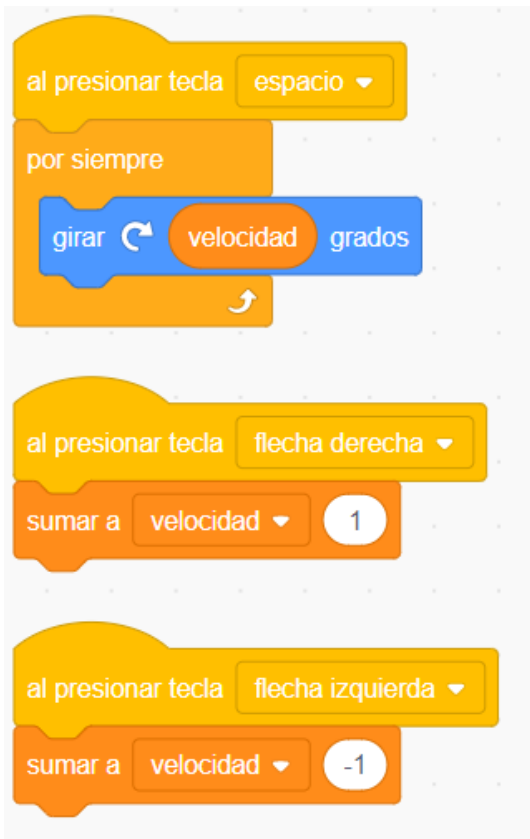 al presionar tecla espacio
por siempre
girar velocidad grados
al presionar tecla flecha derecha
sumar a velocidad 1
al presionar tecla flecha izquierda
sumar a velocidad -1